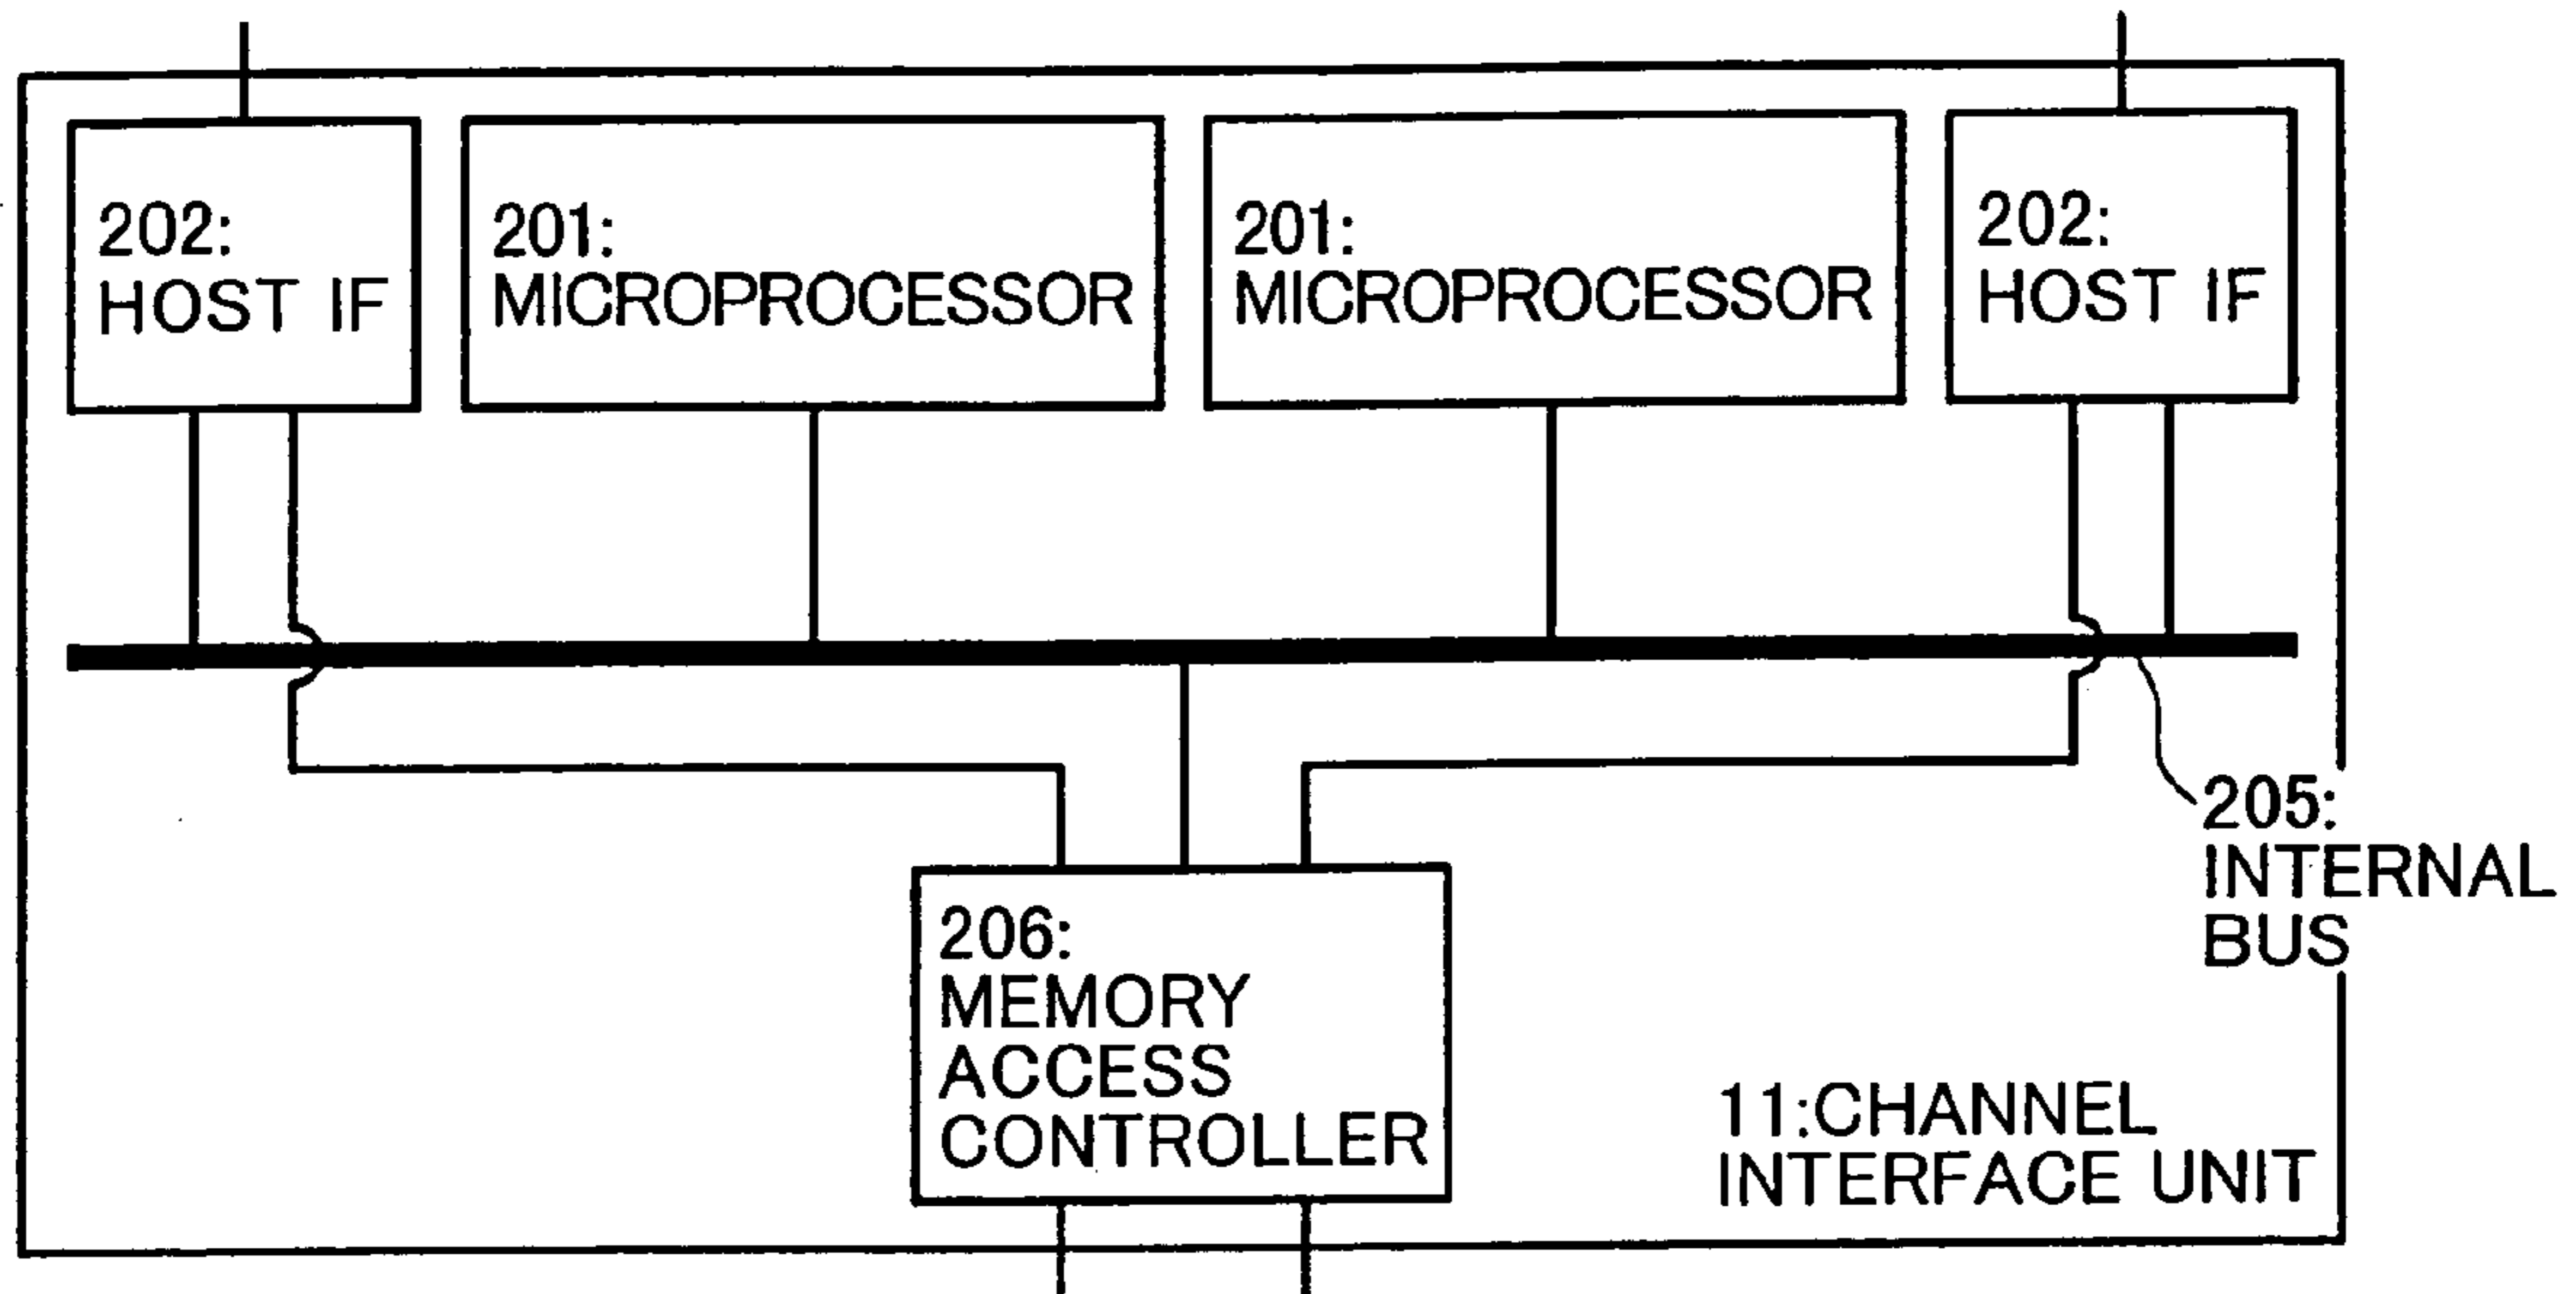 202:
HOST IF
201:
MICROPROCESSOR
201:
MICROPROCESSOR
202:
HOST IF
205:
INTERNAL
BUS
206:
MEMORY
ACCESS
CONTROLLER
11:CHANNEL
INTERFACE UNIT